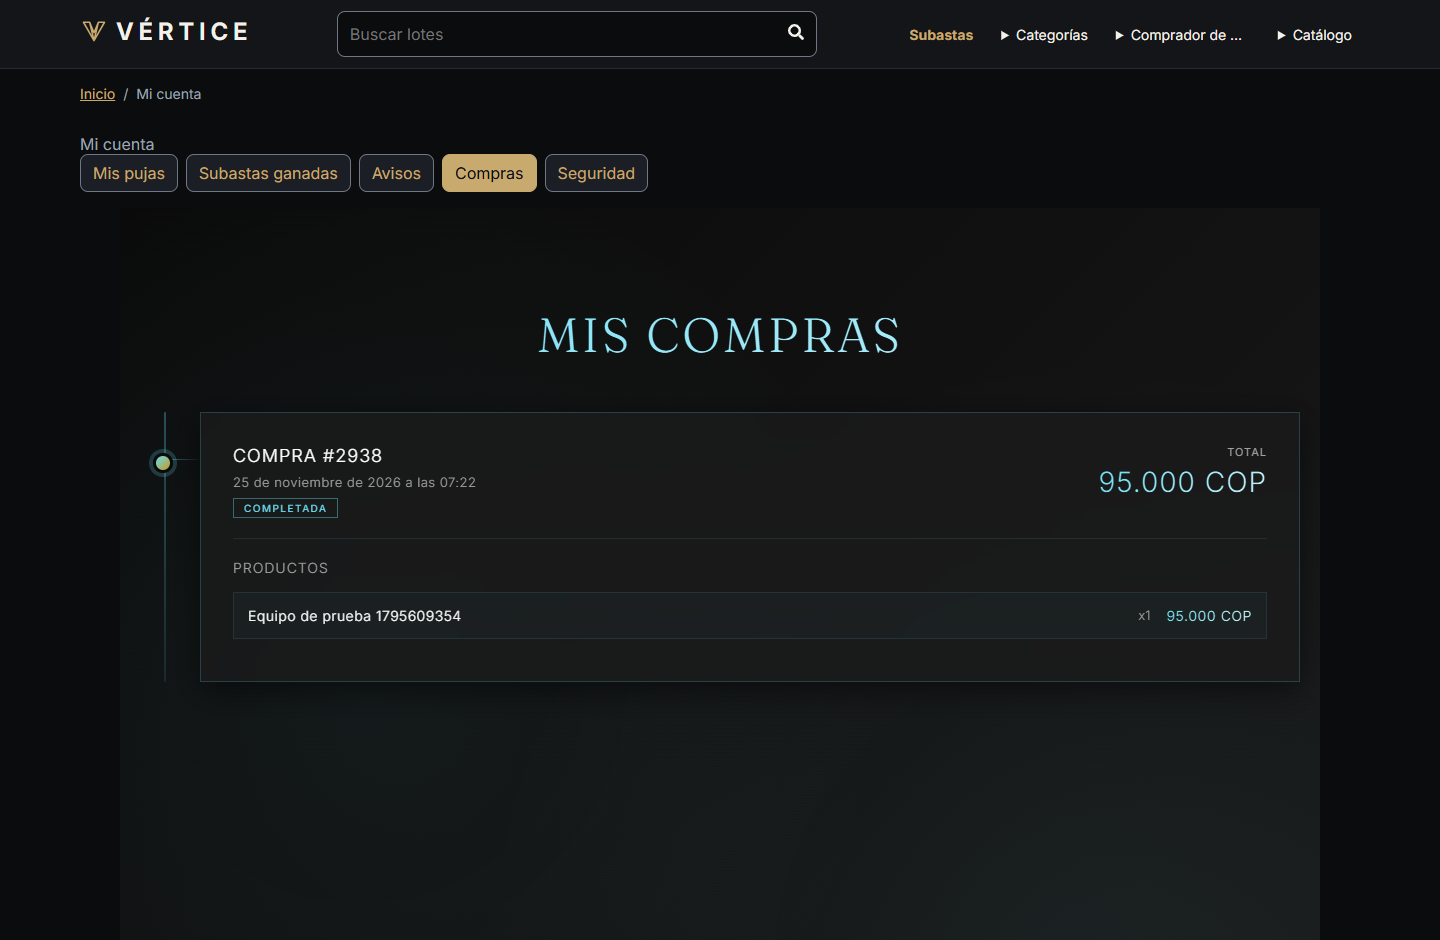 VÉRTICE
Buscar lotes
Subastas
Categorías
Comprador de ...
Catálogo
Inicio / Mi cuenta
Mi cuenta
Mis pujas
Subastas ganadas
Avisos
Compras
Seguridad
MIS COMPRAS
COMPRA #2938
25 de noviembre de 2026 a las 07:22
COMPLETADA
TOTAL
95.000 COP
PRODUCTOS
Equipo de prueba 1795609354 x1 95.000 COP